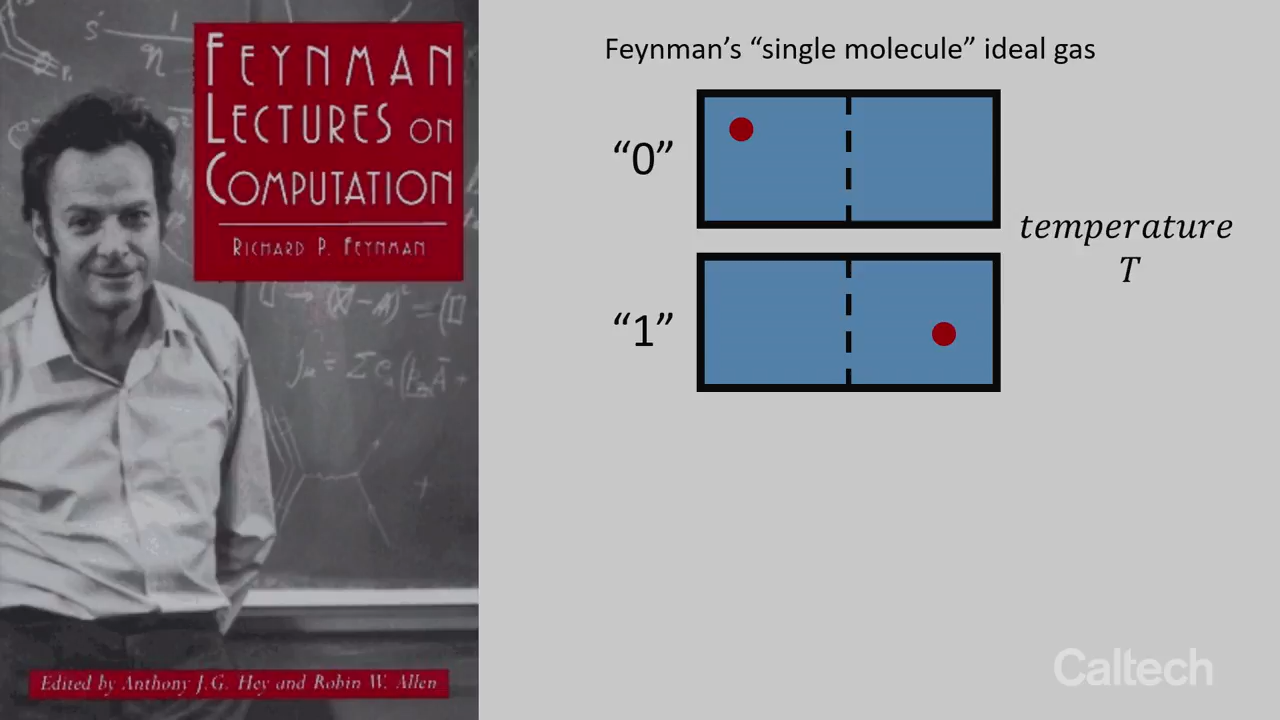 FEYNMAN
LECTURES ON
COMPUTATION
RICHARD P. FEYNMAN
Edited by Anthony J.G. Hey and Robin W. Allen
Feynman's “single molecule” ideal gas
“0”
“1”
temperature
T
Caltech